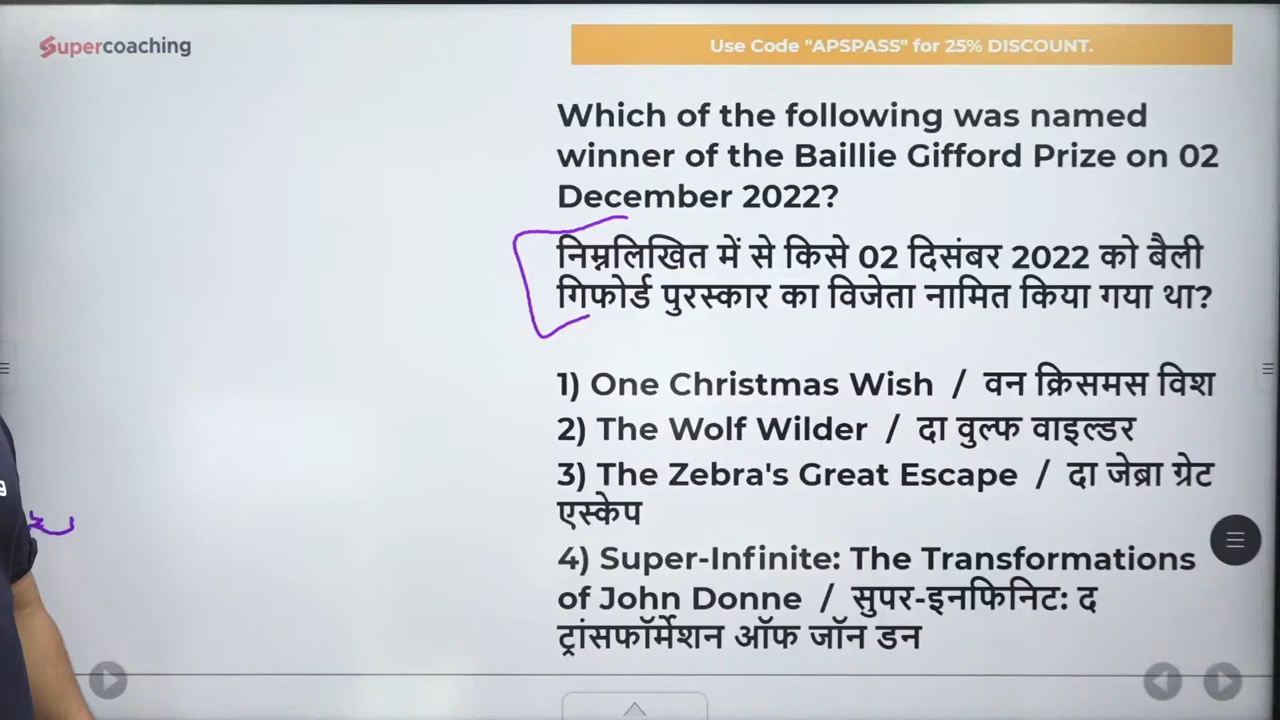 Supercoaching
Use Code "APSPASS" for 25% DISCOUNT.
Which of the following was named
winner of the Baillie Gifford Prize on 02
December 2022?
निम्नलिखित में से किसे 02 दिसंबर 2022 को बैली
गिफोर्ड पुरस्कार का विजेता नामित किया गया था?
1) One Christmas Wish / वन क्रिसमस विश
2) The Wolf Wilder / दा वुल्फ वाइल्डर
3) The Zebra's Great Escape / दा जेब्रा ग्रेट
एस्केप
4) Super-Infinite: The Transformations
of John Donne / सुपर-इनफिनिट: द
ट्रांसफॉर्मेशन ऑफ जॉन डन